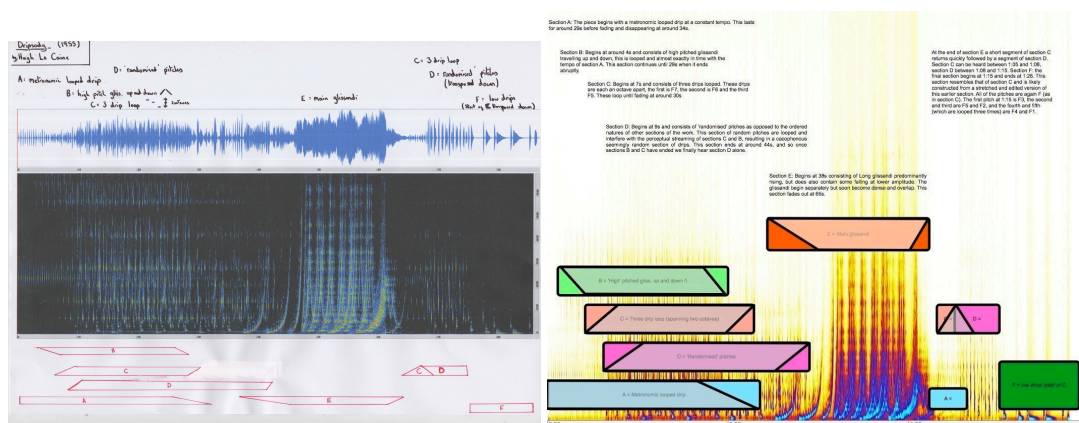 Dripsody (1955)
by Hugh Le Caine
A: metronomic looped drip
D: 'randomised' pitches
B: high pitch gliss. up and down
C: 3 drip loop
2 octaves
E: main glissandi
C: 3 drip loop
D: 'randomised' pitches
(transposed down)
F: low drips
B
C
D
A
E
C D
F
Section A: The piece begins with a metronomic looped drip at a constant tempo. This lasts
for around 29s before fading and disappearing at around 34s.
Section B: Begins at around 4s and consists of high pitched glissandi
travelling up and down, this is looped and almost exactly in time with the
tempo of section A. This section continues until 29s when it ends
abruptly.
Section C: Begins at 7s and consists of three drips looped. These drips
are each an octave apart, the first is F7, the second is F6 and the third
F5. These loop until fading at around 30s
Section D: Begins at 9s and consists of 'randomised' pitches as opposed to the ordered
natures of other sections of the work. This section of random pitches are looped and
interfere with the perceptual streaming of sections C and B, resulting in a cacophonous
seemingly random section of drips. This section ends at around 44s, and so once
sections B and C have ended we finally hear section D alone.
Section E: Begins at 38s consisting of Long glissandi predominantly
rising, but does also contain some falling at lower amplitude. The
glissandi begin separately but soon become dense and overlap. This
section fades out at 65s.
At the end of section E a short segment of section C
returns quickly followed by a segment of section D.
Section C can be heard between 1:05 and 1:08,
section D between 1:08 and 1:15. Section F; the
final section begins at 1:15 and ends at 1:26. This
section resembles that of section C and is likely
constructed from a stretched and edited version of
this earlier section. All of the pitches are again F (as
in section C). The first pitch at 1:15 is F3, the second
and third are F5 and F2, and the fourth and fifth
(which are looped three times) are F4 and F1.
E = Main glissandi
B = 'High' pitched gliss, up and down
C = Three drip loop (spanning two octaves)
D =
D = 'Randomised' pitches
A = Metronomic looped drip
A =
F = low drips